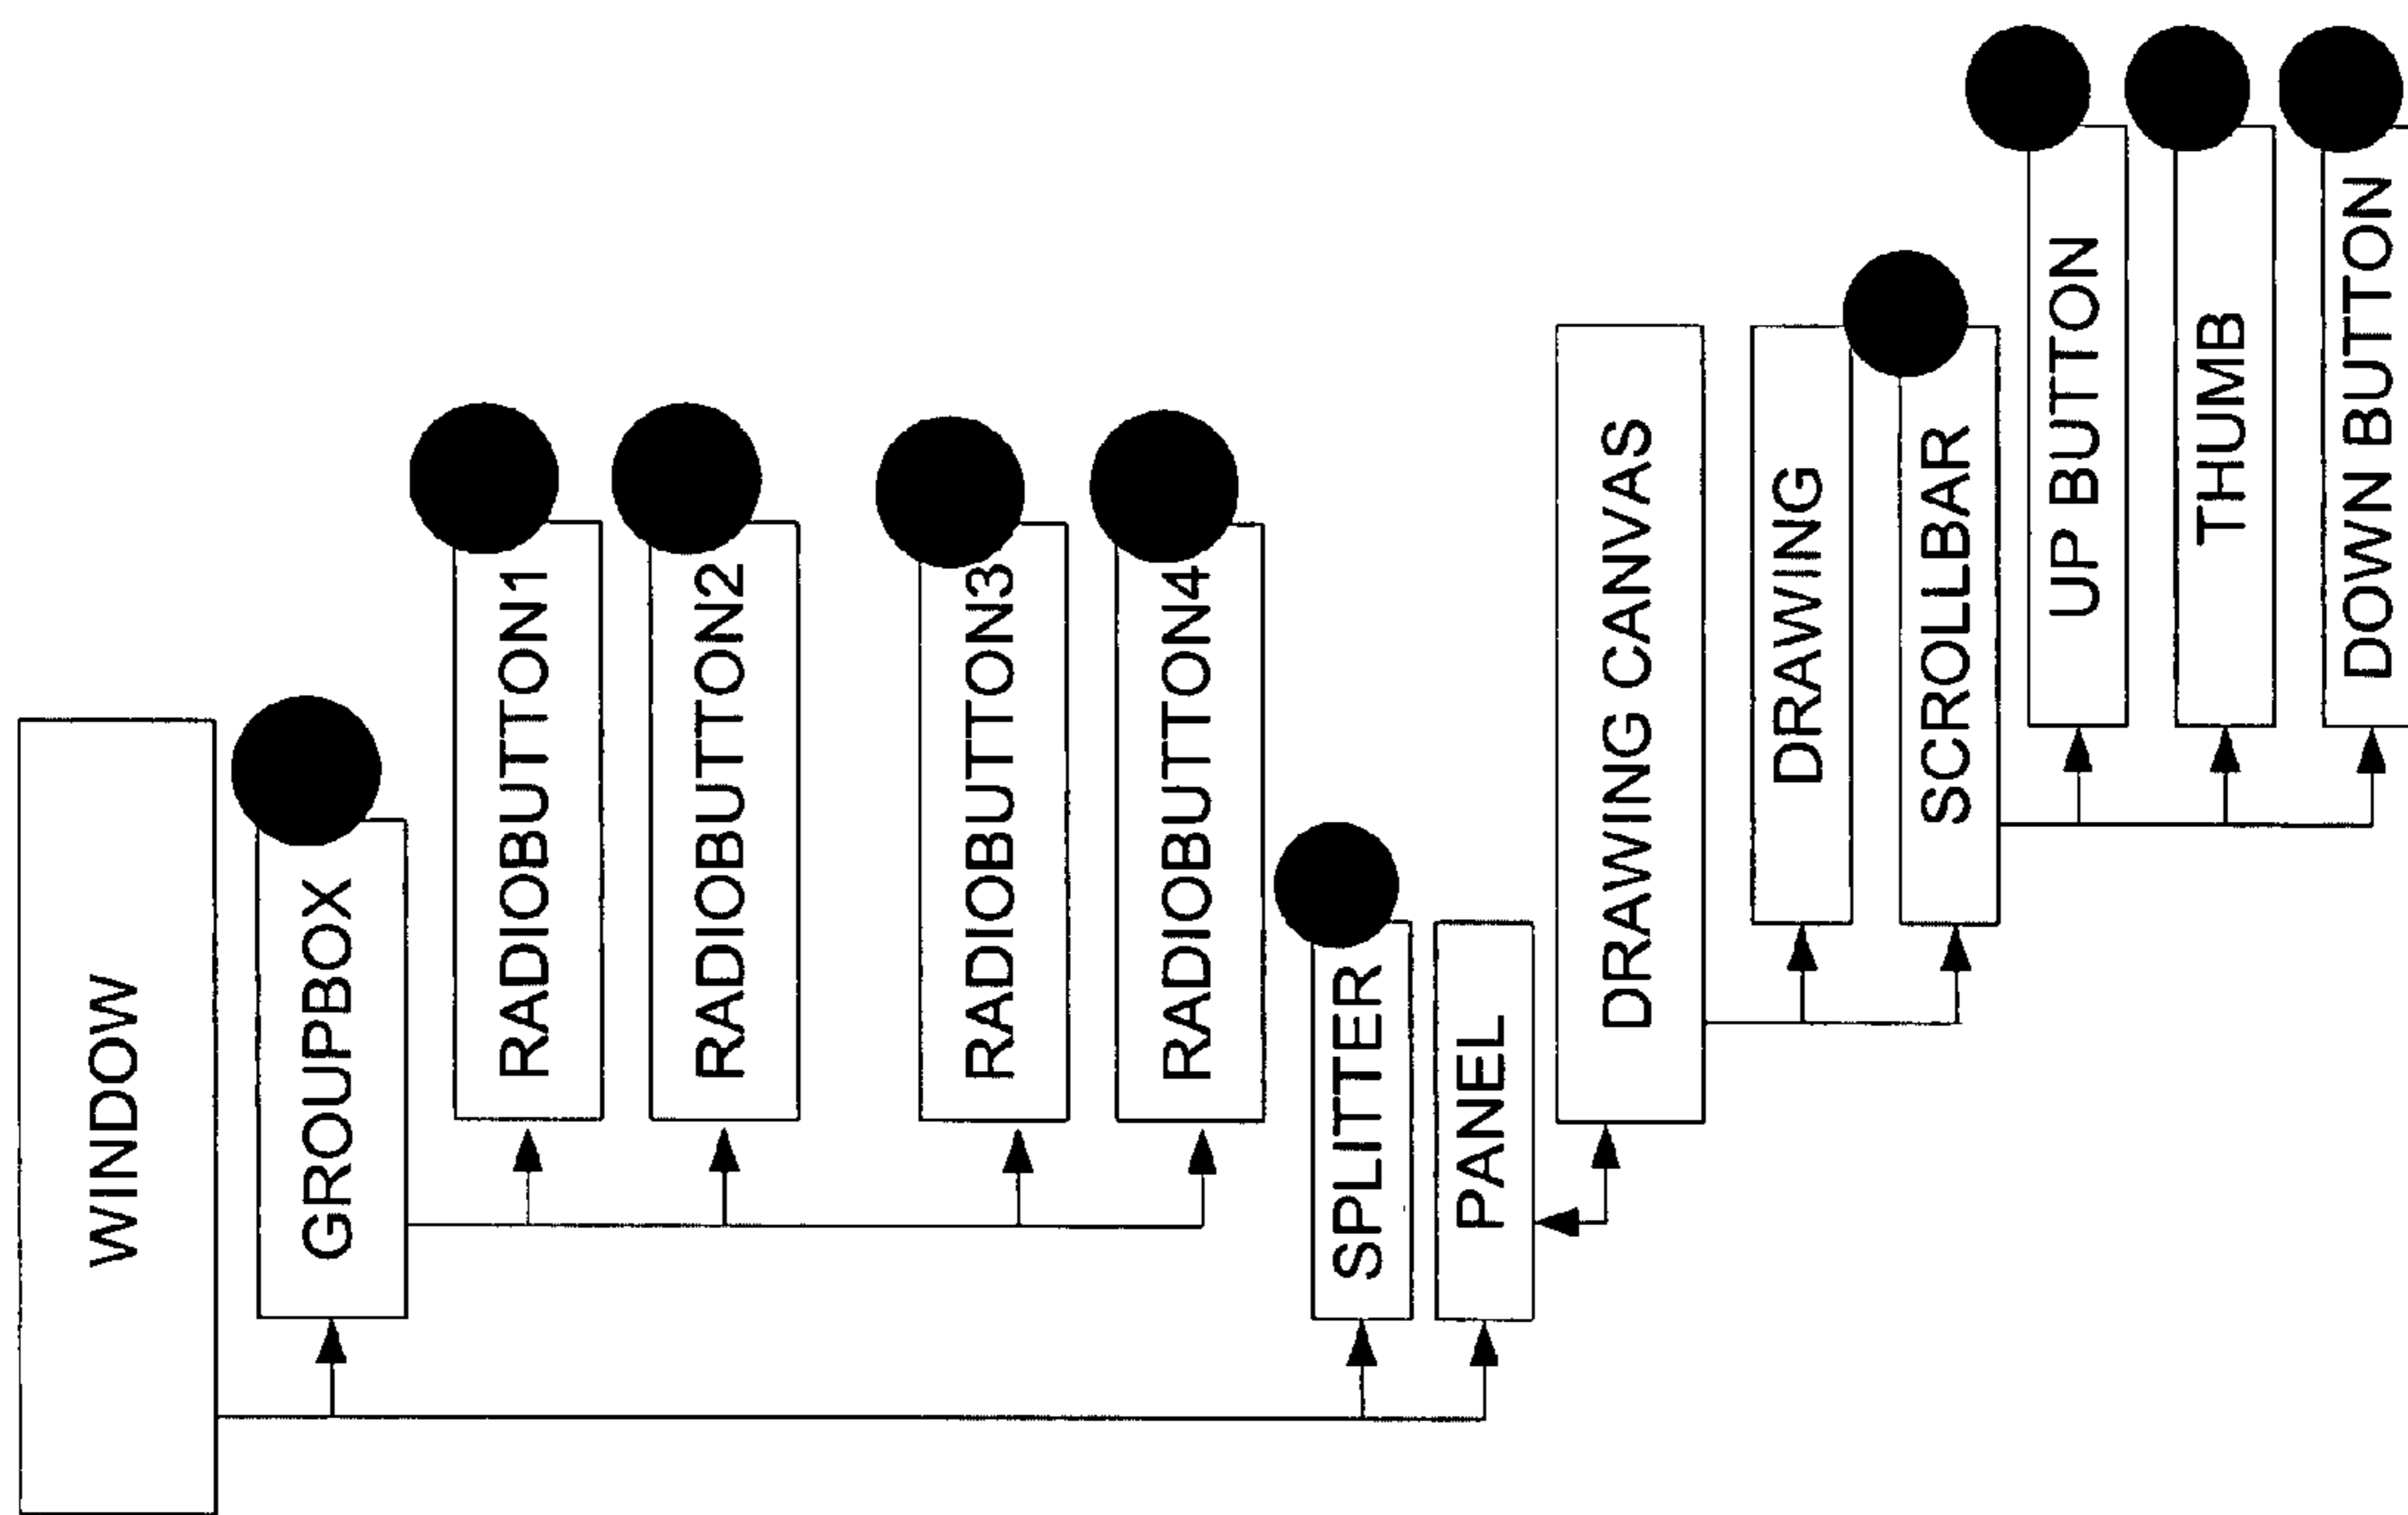 WINDOW
GROUPBOX
RADIOBUTTON1
RADIOBUTTON2
RADIOBUTTON3
RADIOBUTTON4
SPLITTER
PANEL
DRAWING CANVAS
DRAWING
SCROLLBAR
UP BUTTON
THUMB
DOWN BUTTON